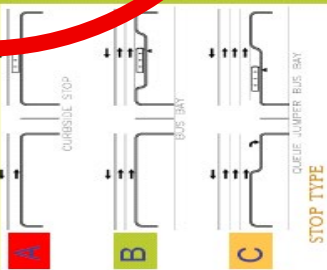 A
CURBSIDE STOP
B
BUS BAY
C
QUEUE JUMPER BUS BAY
STOP TYPE